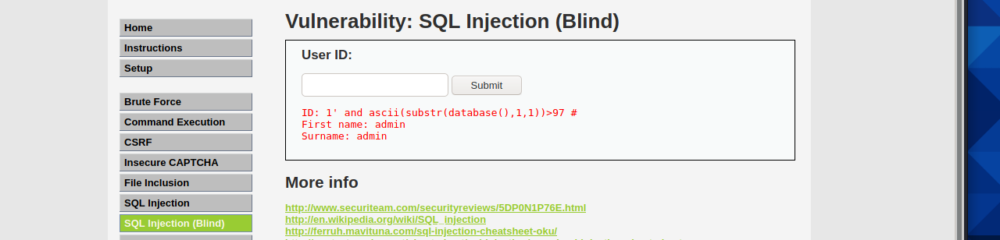 Home
Instructions
Setup
Brute Force
Command Execution
CSRF
Insecure CAPTCHA
File Inclusion
SQL Injection
SQL Injection (Blind)
Vulnerability: SQL Injection (Blind)
User ID:
Submit
ID: 1' and ascii(substr(database(),1,1))>97 #
First name: admin
Surname: admin
More info
http://www.securiteam.com/securityreviews/5DP0N1P76E.html
http://en.wikipedia.org/wiki/SQL_injection
http://ferruh.mavituna.com/sql-injection-cheatsheet-oku/